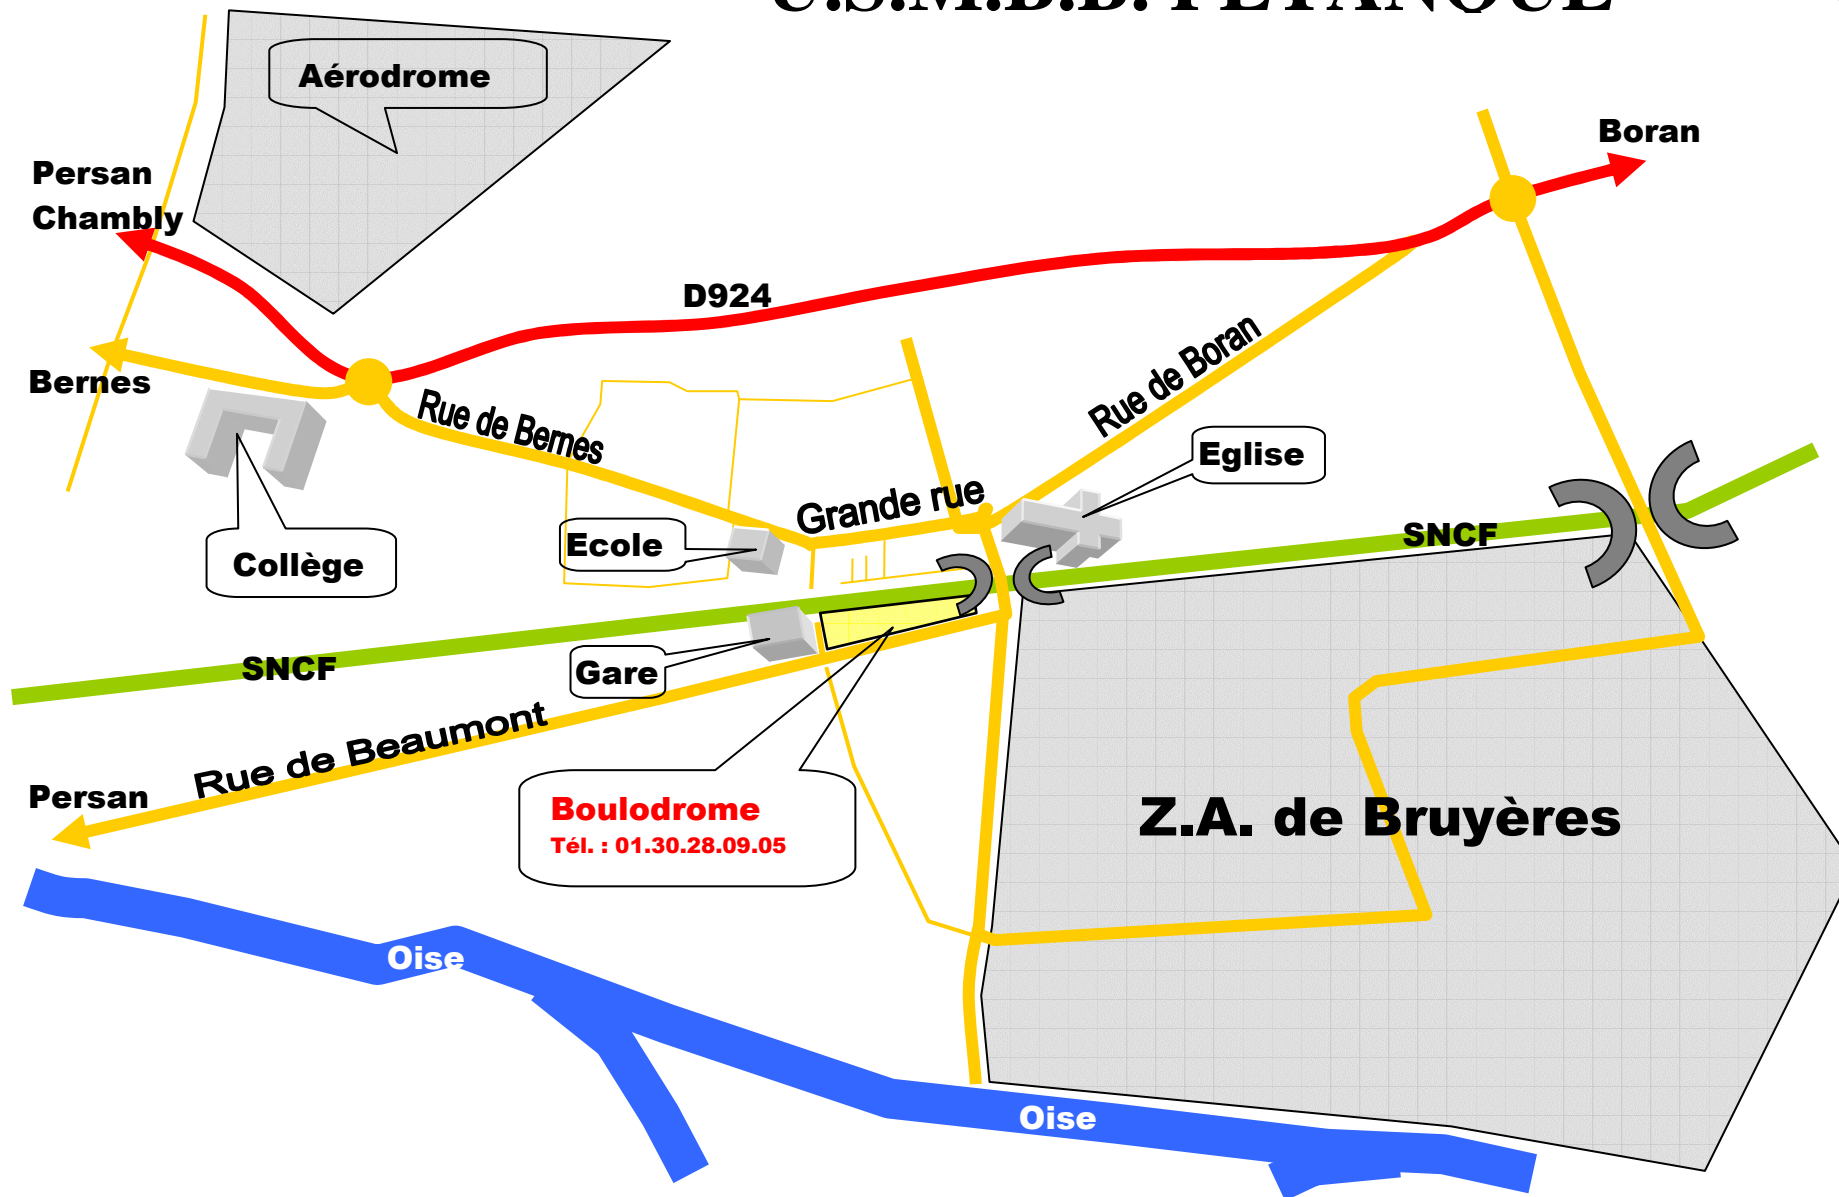 U.S.M.B.B. PETANQUE
Aérodrome
Boran
Persan
Chambly
D924
Rue de Boran
Bernes
Rue de Bernes
Eglise
Grande rue
SNCF
Ecole
Collège
SNCF
Gare
Rue de Beaumont
Persan
Boulodrome
Tél. : 01.30.28.09.05
Z.A. de Bruyères
Oise
Oise